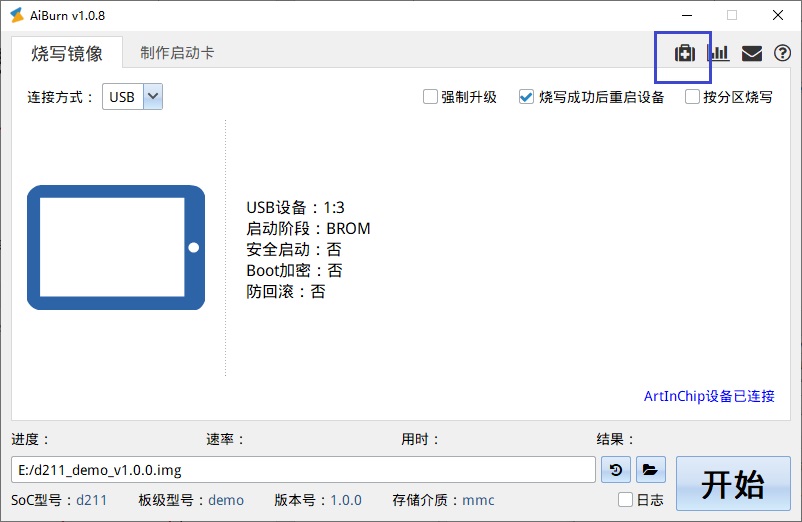 AiBurn v1.0.8
烧写镜像 制作启动卡
连接方式： USB 强制升级 烧写成功后重启设备 按分区烧写
USB设备：1:3
启动阶段：BROM
安全启动：否
Boot加密：否
防回滚：否
ArtInChip设备已连接
进度： 速率： 用时： 结果：
E:/d211_demo_v1.0.0.img
开始
SoC型号：d211 板级型号：demo 版本号：1.0.0 存储介质：mmc 日志